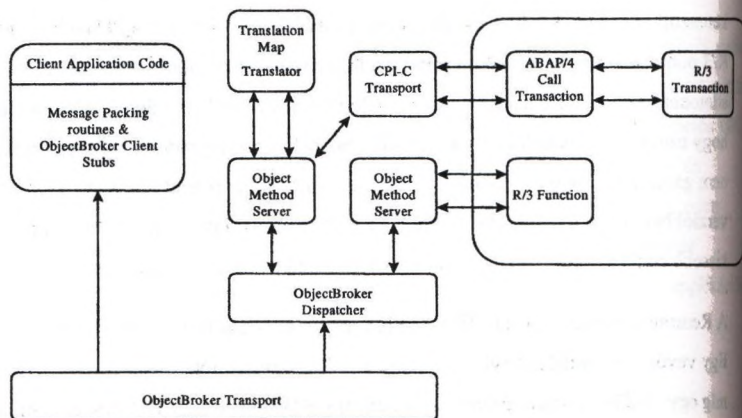 Translation
Map
Translator
Client Application Code
Message Packing
routines &
ObjectBroker Client
Stubs
CPI-C
Transport
ABAP/4
Call
Transaction
R/3
Transaction
Object
Method
Server
Object
Method
Server
R/3 Function
ObjectBroker
Dispatcher
ObjectBroker Transport